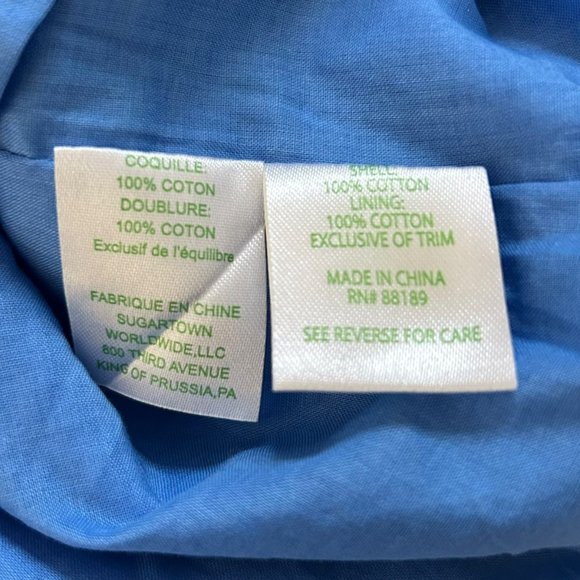 COQUILLE:
100% COTON
DOUBLURE:
100% COTON
Exclusif de l'équilibre
FABRIQUE EN CHINE
SUGARTOWN
WORLDWIDE,LLC
800 THIRD AVENUE
KING OF PRUSSIA,PA
SHELL:
100% COTTON
LINING:
100% COTTON
EXCLUSIVE OF TRIM
MADE IN CHINA
RN# 88189
SEE REVERSE FOR CARE